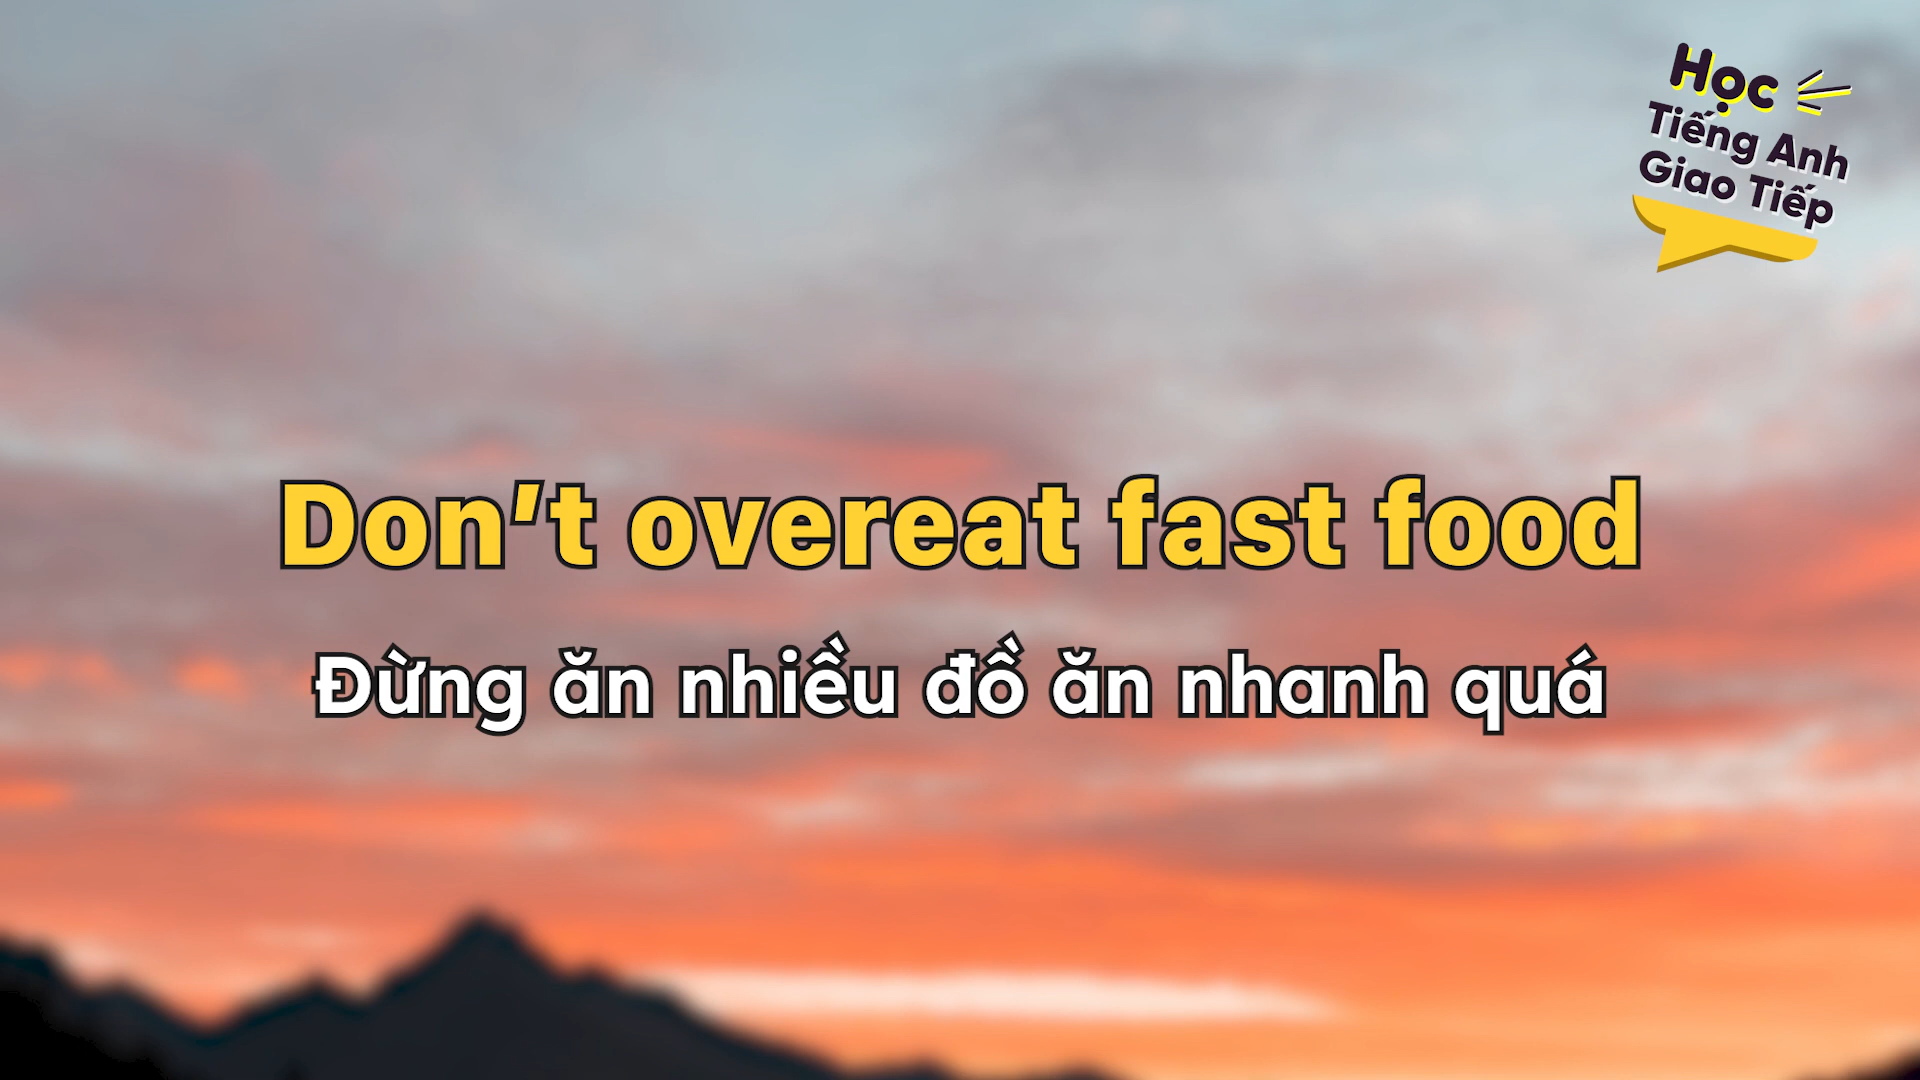 Học
Tiếng Anh
Giao Tiếp
Don’t overeat fast food
Đừng ăn nhiều đồ ăn nhanh quá